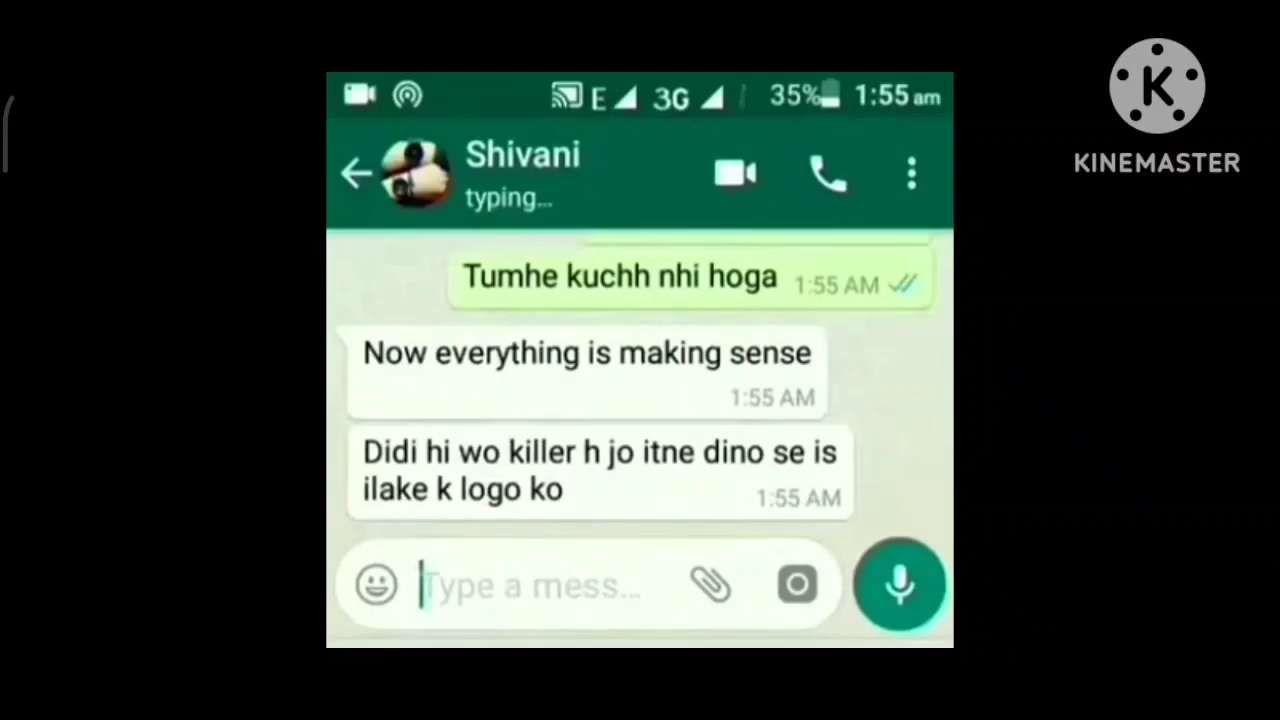 E 3G 35% 1:55 am
K
KINEMASTER
Shivani
typing...
Tumhe kuchh nhi hoga 1:55 AM
Now everything is making sense
1:55 AM
Didi hi wo killer h jo itne dino se is
ilake k logo ko 1:55 AM
Type a mess...